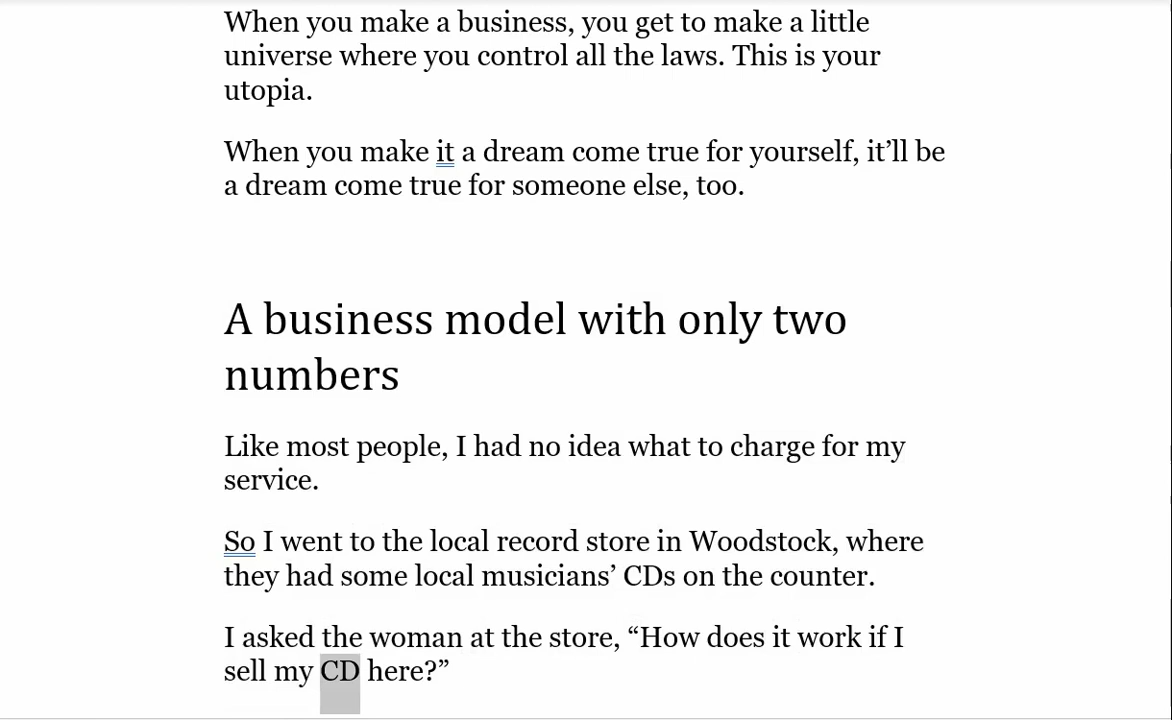 When you make a business, you get to make a little
universe where you control all the laws. This is your
utopia.
When you make it a dream come true for yourself, it’ll be
a dream come true for someone else, too.
A business model with only two
numbers
Like most people, I had no idea what to charge for my
service.
So I went to the local record store in Woodstock, where
they had some local musicians’ CDs on the counter.
I asked the woman at the store, “How does it work if I
sell my CD here?”